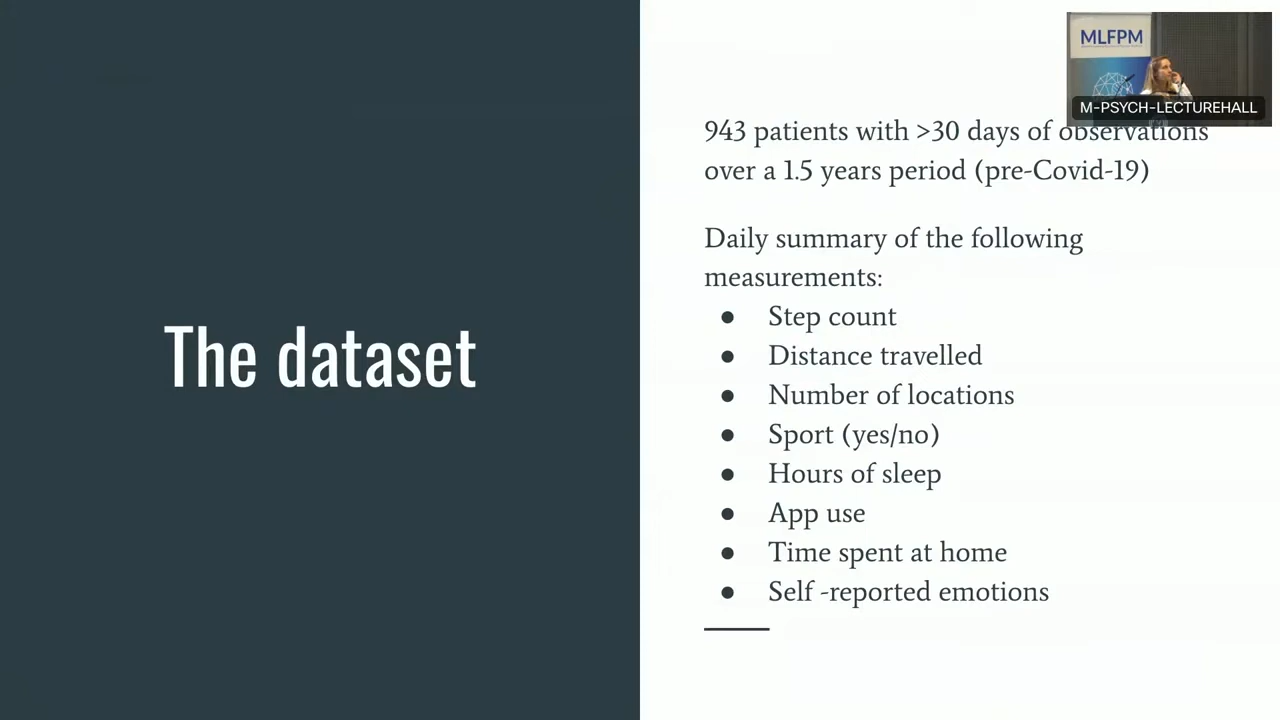 MLFPM
M-PSYCH-LECTUREHALL
The dataset
943 patients with >30 days of observations
over a 1.5 years period (pre-Covid-19)
Daily summary of the following
measurements:
● Step count
● Distance travelled
● Number of locations
● Sport (yes/no)
● Hours of sleep
● App use
● Time spent at home
● Self -reported emotions